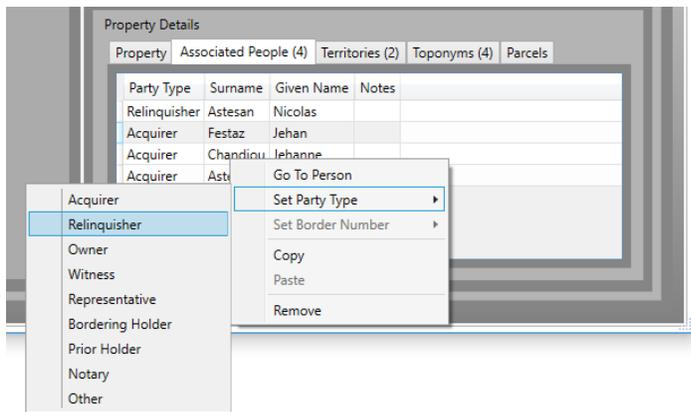 Property Details
Property Associated People (4) Territories (2) Toponyms (4) Parcels
Party Type Surname Given Name Notes
Relinquisher Astesan Nicolas
Acquirer Festaz Jehan
Acquirer Chandiou Jehanne
Acquirer
Go To Person
Set Party Type
Set Border Number
Copy
Paste
Remove
Acquirer
Relinquisher
Owner
Witness
Representative
Bordering Holder
Prior Holder
Notary
Other